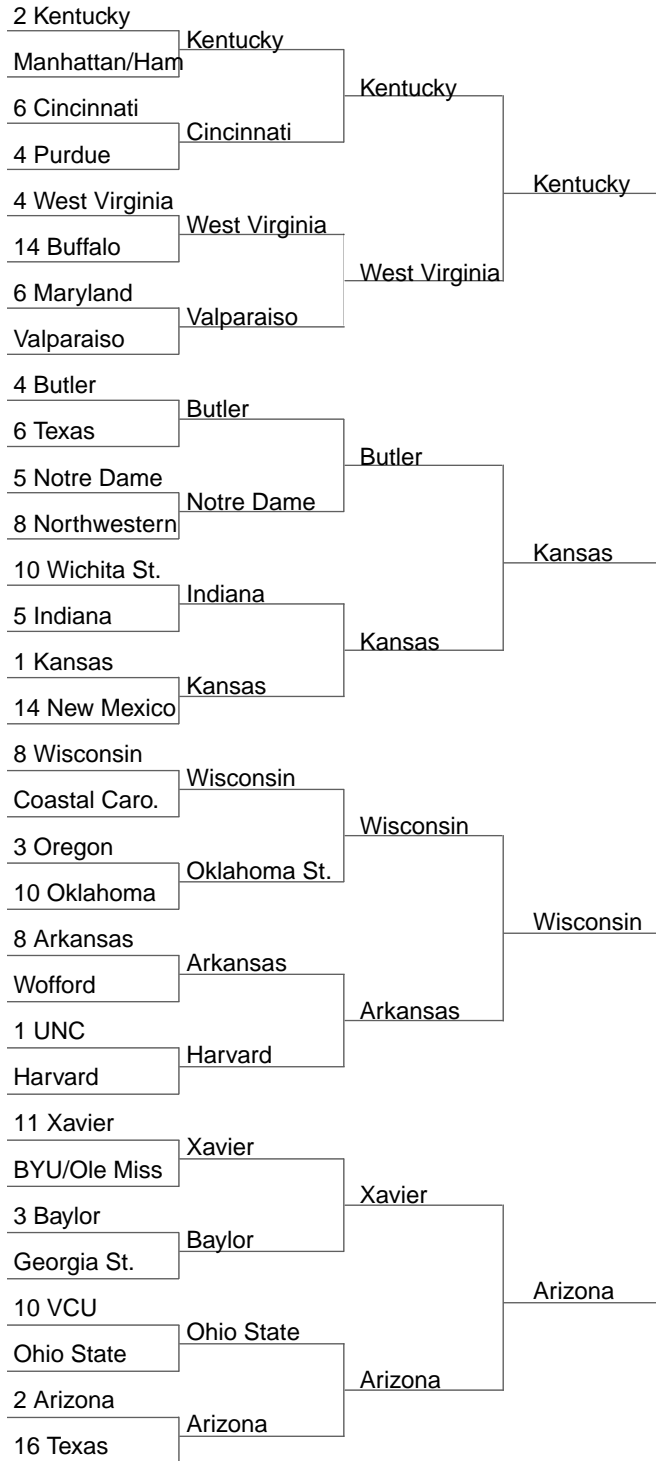 2 Kentucky
Manhattan/Ham
6 Cincinnati
4 Purdue
4 West Virginia
14 Buffalo
6 Maryland
Valparaiso
4 Butler
6 Texas
5 Notre Dame
8 Northwestern
10 Wichita St.
5 Indiana
1 Kansas
14 New Mexico
8 Wisconsin
Coastal Caro.
3 Oregon
10 Oklahoma
8 Arkansas
Wofford
1 UNC
Harvard
11 Xavier
BYU/Ole Miss
3 Baylor
Georgia St.
10 VCU
Ohio State
2 Arizona
16 Texas
Kentucky
Cincinnati
West Virginia
Valparaiso
Butler
Notre Dame
Indiana
Kansas
Wisconsin
Oklahoma St.
Arkansas
Harvard
Xavier
Baylor
Ohio State
Arizona
Kentucky
West Virginia
Butler
Kansas
Wisconsin
Arkansas
Xavier
Arizona
Kentucky
Kansas
Wisconsin
Arizona